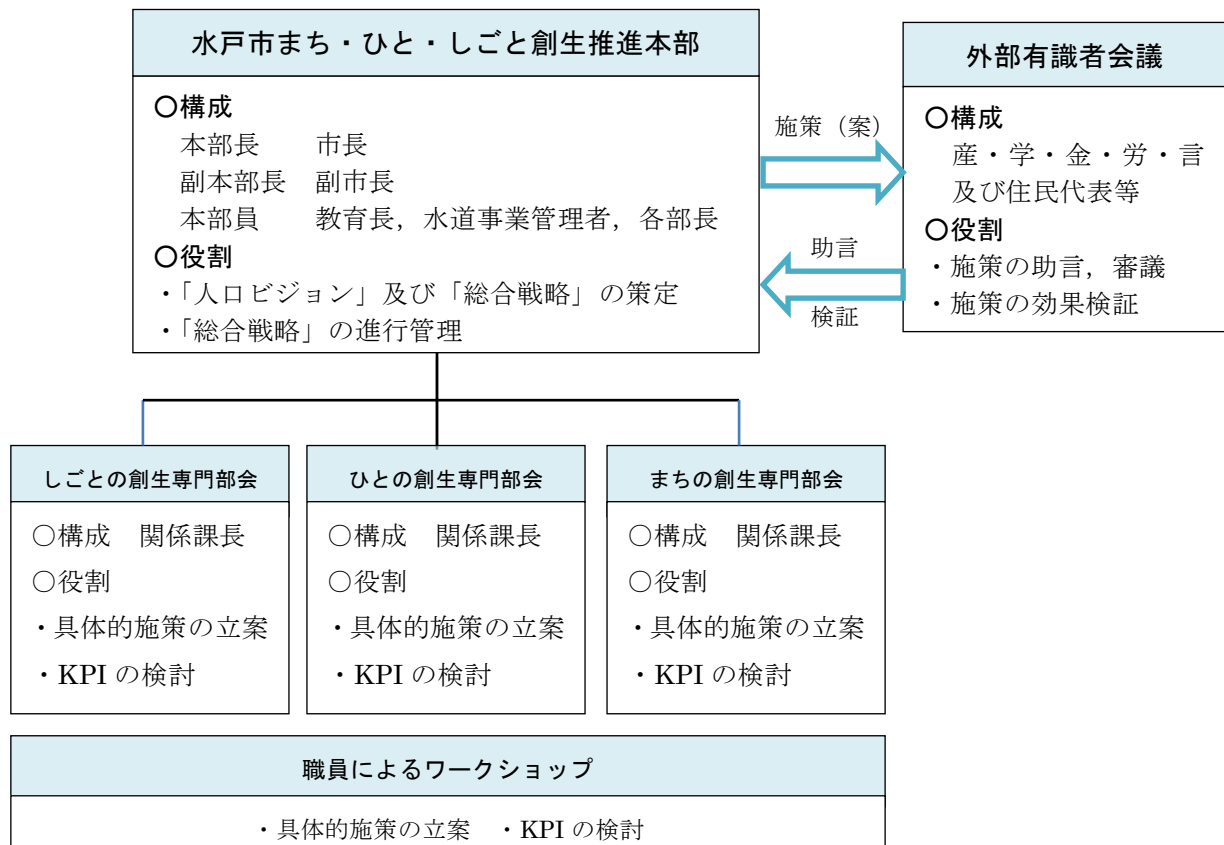 水戸市まち・ひと・しごと創生推進本部
○構成
本部長　　市長
副本部長　副市長
本部員　　教育長，水道事業管理者，各部長
○役割
・「人口ビジョン」及び「総合戦略」の策定
・「総合戦略」の進行管理
施策（案）
助言
検証
外部有識者会議
○構成
産・学・金・労・言
及び住民代表等
○役割
・施策の助言，審議
・施策の効果検証
しごとの創生専門部会
○構成　関係課長
○役割
・具体的施策の立案
・KPI の検討
ひとの創生専門部会
○構成　関係課長
○役割
・具体的施策の立案
・KPI の検討
まちの創生専門部会
○構成　関係課長
○役割
・具体的施策の立案
・KPI の検討
職員によるワークショップ
・具体的施策の立案　・KPI の検討